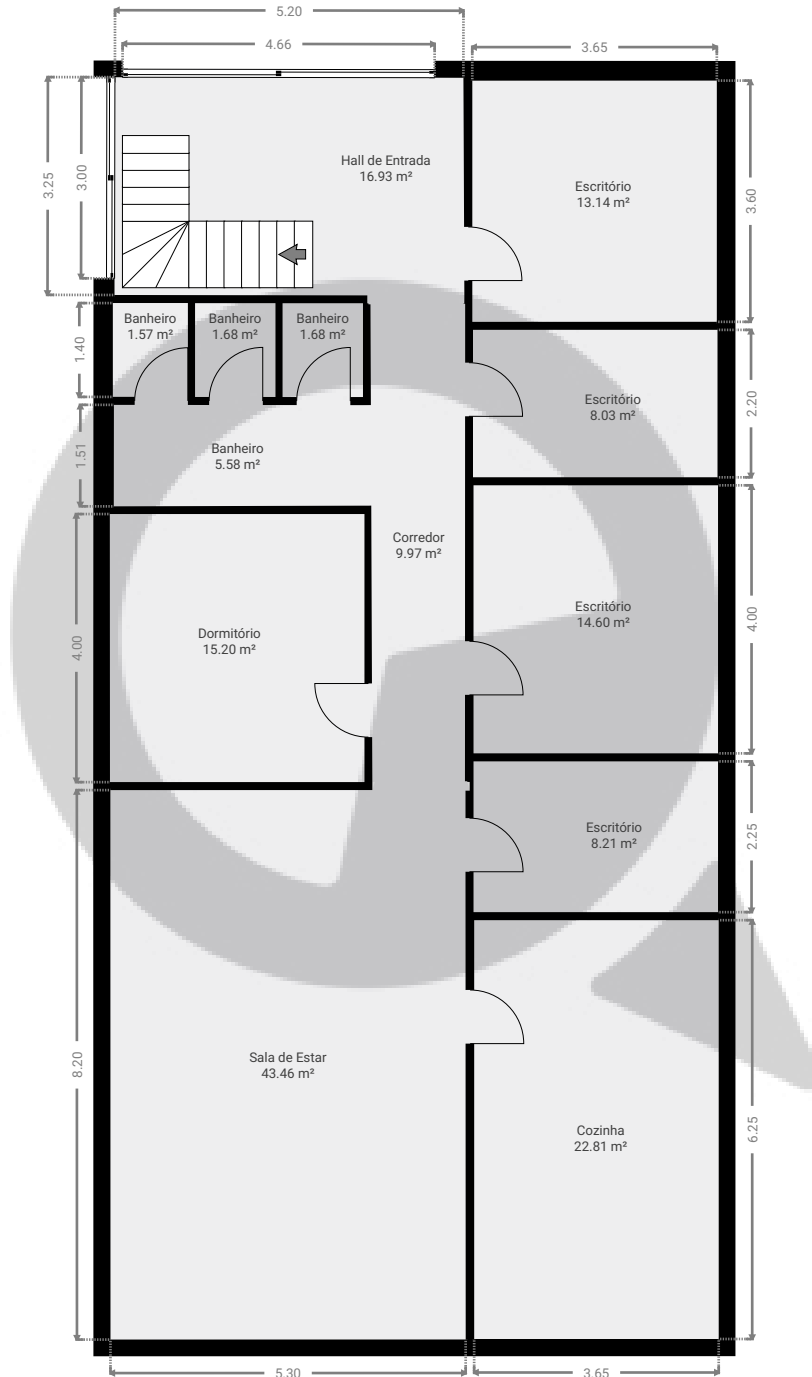 5.20
4.66
3.65
3.25
3.00
Hall de Entrada
16.93 m²
Escritório
13.14 m²
3.60
Banheiro
1.57 m²
Banheiro
1.68 m²
Banheiro
1.68 m²
1.40
Escritório
8.03 m²
2.20
1.51
Banheiro
5.58 m²
Corredor
9.97 m²
Escritório
14.60 m²
4.00
4.00
Dormitório
15.20 m²
Escritório
8.21 m²
2.25
8.20
Sala de Estar
43.46 m²
Cozinha
22.81 m²
6.25
5.30
3.65